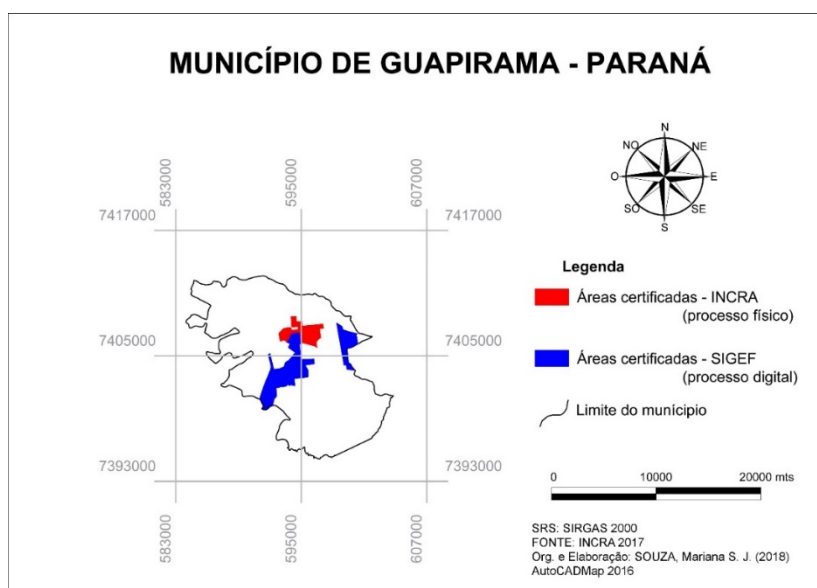 MUNICÍPIO DE GUAPIRAMA - PARANÁ
N
NO
NE
O
E
SO
SE
S
583000
595000
607000
7417000
7417000
7405000
7405000
7393000
7393000
583000
595000
607000
Legenda
Áreas certificadas - INCRA
(processo físico)
Áreas certificadas - SIGEF
(processo digital)
Limite do município
0
10000
20000 mts
SRS: SIRGAS 2000
FONTE: INCRA 2017
Org. e Elaboração: SOUZA, Mariana S. J. (2018)
AutoCADMap 2016